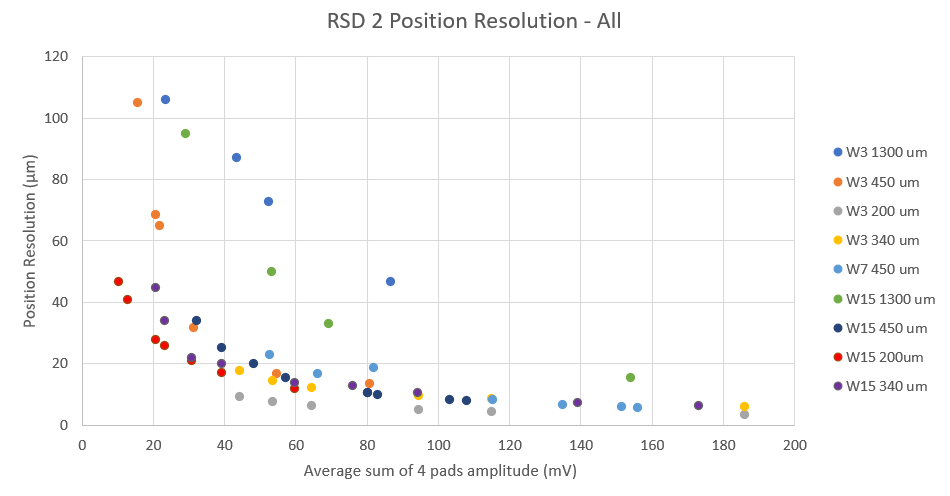 RSD 2 Position Resolution - All
120
100
80
60
40
20
0
Position Resolution (µm)
0 20 40 60 80 100 120 140 160 180 200
Average sum of 4 pads amplitude (mV)
W3 1300 um
W3 450 um
W3 200 um
W3 340 um
W7 450 um
W15 1300 um
W15 450 um
W15 200um
W15 340 um